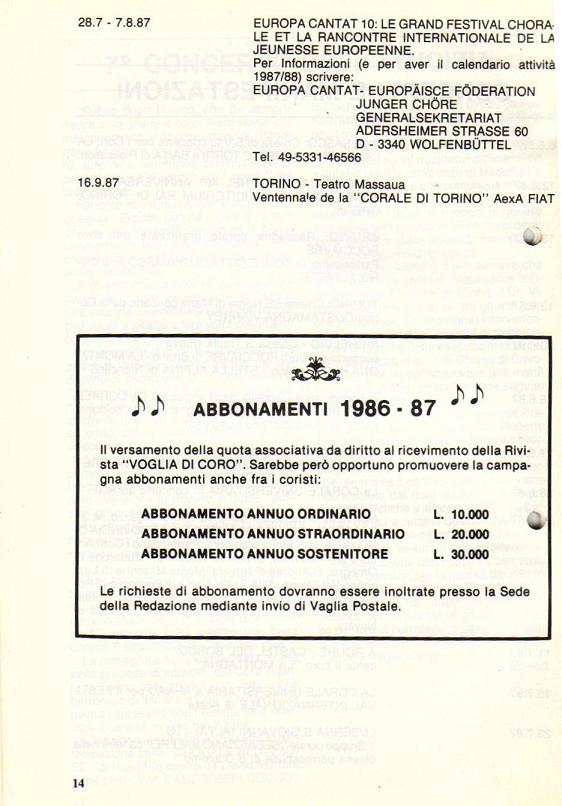 28.7 - 7.8.87 EUROPA CANTAT 10: LE GRAND FESTIVAL CHORA-
LE ET LA RANCONTRE INTERNATIONALE DE LA
JEUNESSE EUROPEENNE.
Per Informazioni (e per aver il calendario attività
1987/88) scrivere:
EUROPA CANTAT- EUROPÄISCE FÖDERATION
JUNGER CHÖRE
GENERALSEKRETARIAT
ADERSHEIMER STRASSE 60
D - 3340 WOLFENBÜTTEL
Tel. 49-5331-46566
16.9.87 TORINO - Teatro Massaua
Ventennale de la "CORALE DI TORINO" AexA FIAT
ABBONAMENTI 1986 - 87
Il versamento della quota associativa da diritto al ricevimento della Rivi-
sta "VOGLIA DI CORO". Sarebbe però opportuno promuovere la campa-
gna abbonamenti anche fra i coristi:
ABBONAMENTO ANNUO ORDINARIO L. 10.000
ABBONAMENTO ANNUO STRAORDINARIO L. 20.000
ABBONAMENTO ANNUO SOSTENITORE L. 30.000
Le richieste di abbonamento dovranno essere inoltrate presso la Sede
della Redazione mediante invio di Vaglia Postale.
14